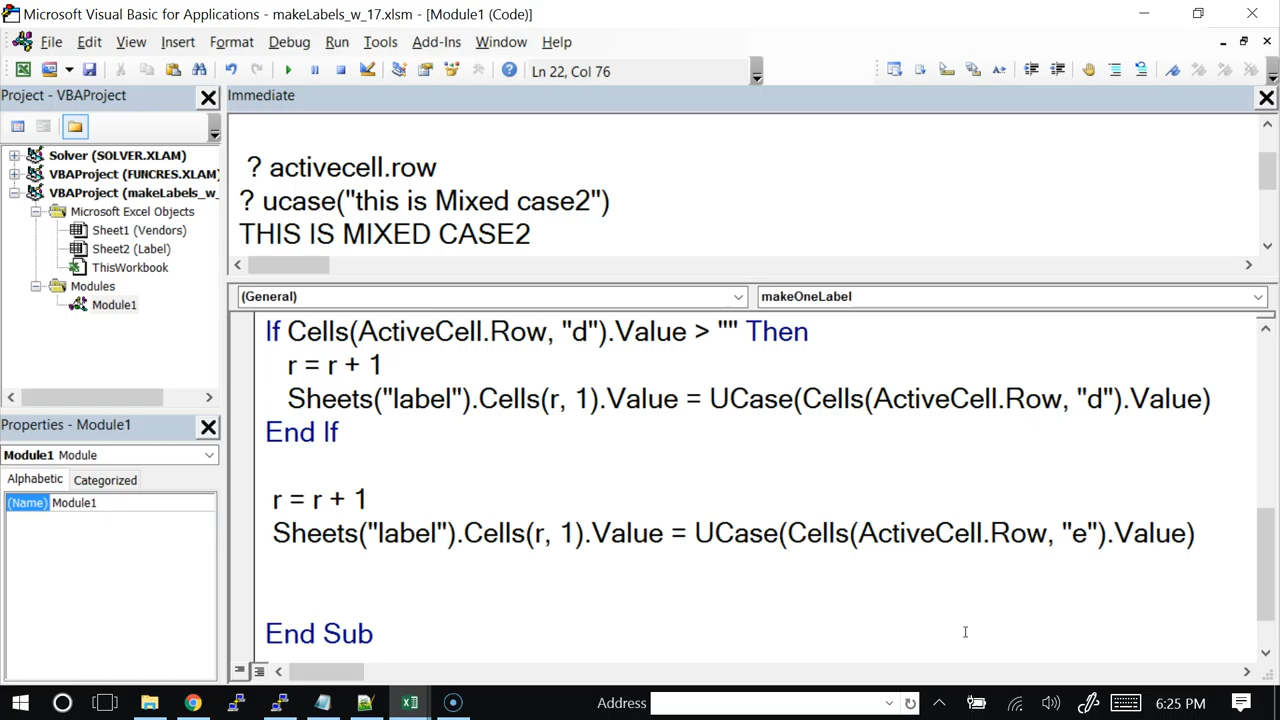 Microsoft Visual Basic for Applications - makeLabels_w_17.xlsm - [Module1 (Code)]
File Edit View Insert Format Debug Run Tools Add-Ins Window Help
Ln 22, Col 76
Project - VBAProject
Solver (SOLVER.XLAM)
VBAProject (FUNCRES.XLAM)
VBAProject (makeLabels_w_
Microsoft Excel Objects
Sheet1 (Vendors)
Sheet2 (Label)
ThisWorkbook
Modules
Module1
Properties - Module1
Module1 Module
Alphabetic Categorized
(Name) Module1
Immediate
? activecell.row
? ucase("this is Mixed case2")
THIS IS MIXED CASE2
(General) makeOneLabel
If Cells(ActiveCell.Row, "d").Value > "" Then
r = r + 1
Sheets("label").Cells(r, 1).Value = UCase(Cells(ActiveCell.Row, "d").Value)
End If
r = r + 1
Sheets("label").Cells(r, 1).Value = UCase(Cells(ActiveCell.Row, "e").Value)
End Sub
Address 6:25 PM